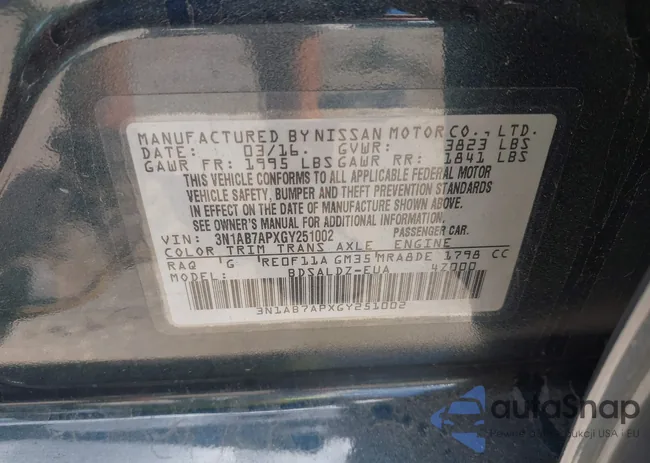 MANUFACTURED BY NISSAN MOTOR CO., LTD.
DATE: 03/16. GVWR: 3823 LBS
GAWR FR: 1995 LBS GAWR RR: 1841 LBS
THIS VEHICLE CONFORMS TO ALL APPLICABLE FEDERAL MOTOR
VEHICLE SAFETY, BUMPER AND THEFT PREVENTION STANDARDS
IN EFFECT ON THE DATE OF MANUFACTURE SHOWN ABOVE.
SEE OWNER'S MANUAL FOR ADDITIONAL INFORMATION.
VIN: 3N1AB7APXGY251002 PASSENGER CAR.
COLOR TRIM TRANS AXLE ENGINE
RAQ G RE0F11A GM35 MRA8DE 1798 CC
MODEL: BDSALDZ-EUA 4Z000
3N1AB7APXGY251002
autoSnap
USA